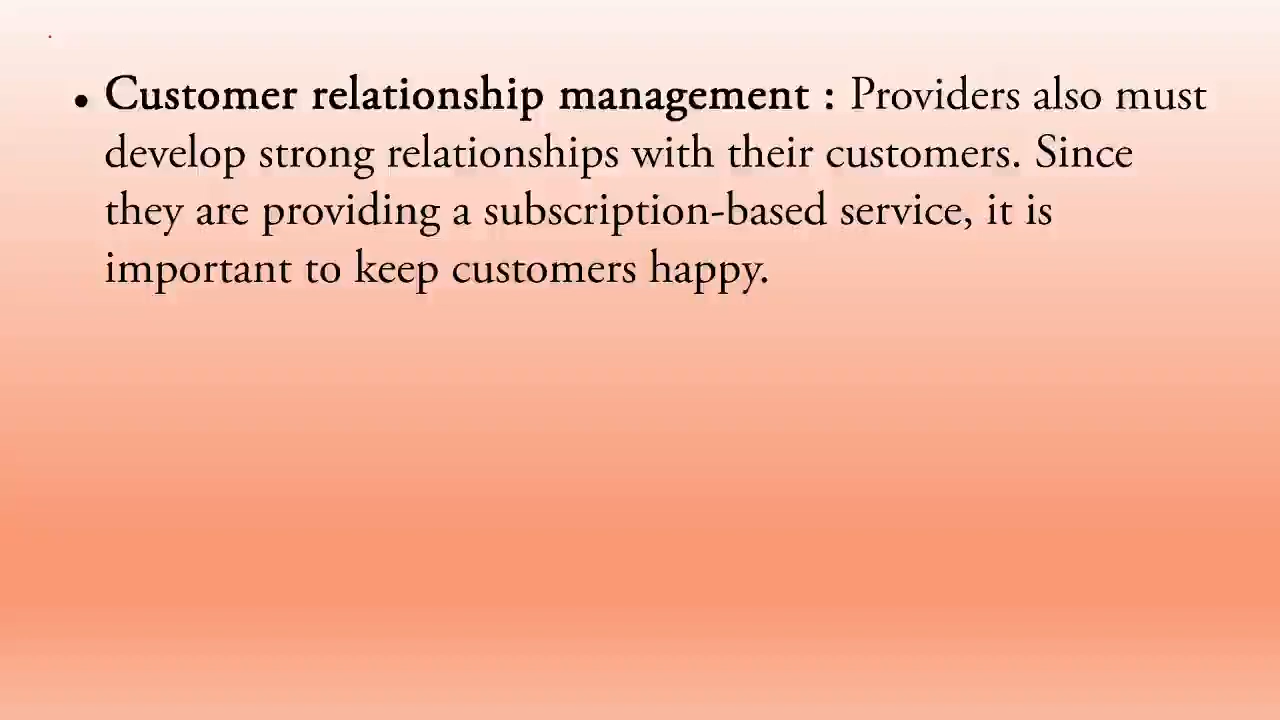 • Customer relationship management : Providers also must
develop strong relationships with their customers. Since
they are providing a subscription-based service, it is
important to keep customers happy.